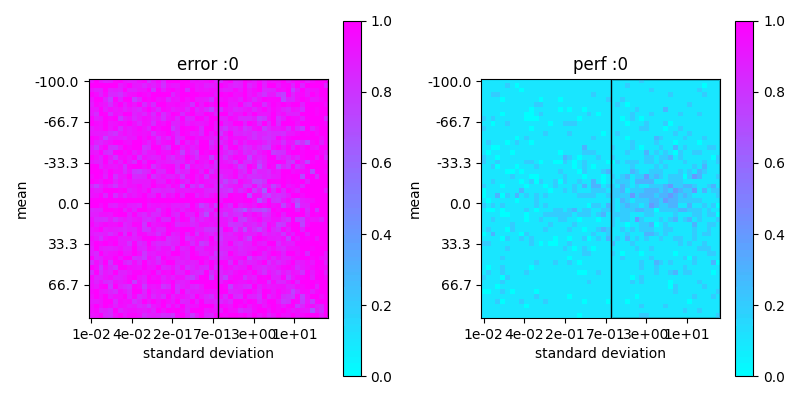 error :0
perf :0
mean
-100.0
-66.7
-33.3
0.0
33.3
66.7
1e-02
4e-02
2e-01
7e-01
3e+00
1e+01
standard deviation
1.0
0.8
0.6
0.4
0.2
0.0
mean
-100.0
-66.7
-33.3
0.0
33.3
66.7
1e-02
4e-02
2e-01
7e-01
3e+00
1e+01
standard deviation
1.0
0.8
0.6
0.4
0.2
0.0